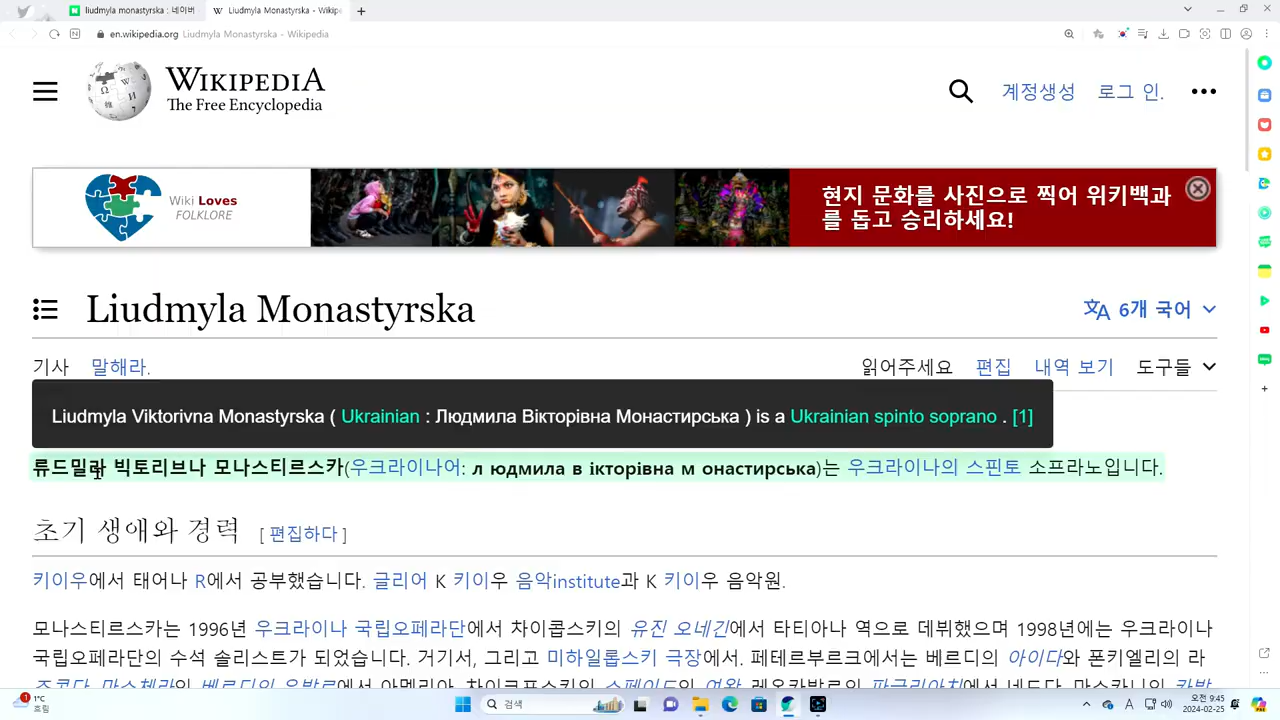 liudmyla monastyrska : 네이버
Liudmyla Monastyrska - Wikipe
en.wikipedia.org Liudmyla Monastyrska - Wikipedia
WIKIPEDIA
The Free Encyclopedia
계정생성 로그 인.
Wiki Loves
FOLKLORE
현지 문화를 사진으로 찍어 위키백과
를 돕고 승리하세요!
Liudmyla Monastyrska
6개 국어
기사 말해라. 읽어주세요 편집 내역 보기 도구들
Liudmyla Viktorivna Monastyrska ( Ukrainian : Людмила Вікторівна Монастирська ) is a Ukrainian spinto soprano . [1]
류드밀라 빅토리브나 모나스티르스카(우크라이나어: л юдмила в ікторівна м онастирська)는 우크라이나의 스핀토 소프라노입니다.
초기 생애와 경력 [ 편집하다 ]
키이우에서 태어나 R에서 공부했습니다. 글리어 K 키이우 음악institute과 K 키이우 음악원.
모나스티르스카는 1996년 우크라이나 국립오페라단에서 차이콥스키의 유진 오네긴에서 타티아나 역으로 데뷔했으며 1998년에는 우크라이나
국립오페라단의 수석 솔리스트가 되었습니다. 거기서, 그리고 미하일롭스키 극장에서. 페테르부르크에서는 베르디의 아이다와 폰키엘리의 라
1
1°C
흐림
검색
A
오전 9:45
2024-02-25